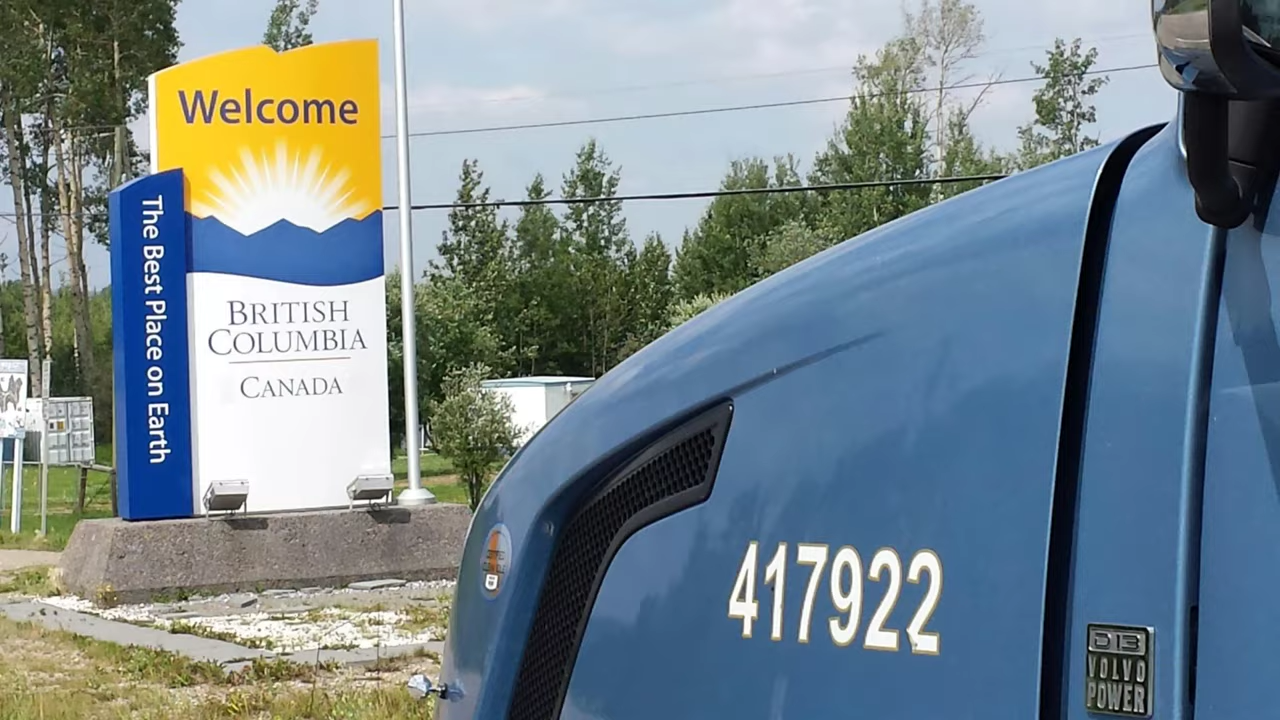 Welcome
The Best Place on Earth
BRITISH
COLUMBIA
CANADA
417922
D13
VOLVO
POWER